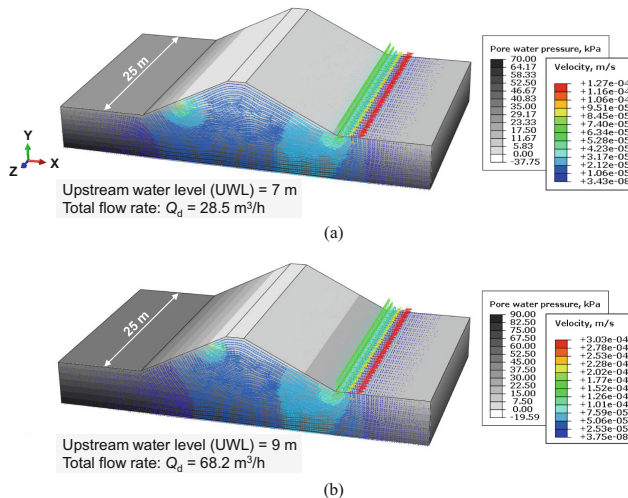 (a)
25 m
Y
Z
X
Upstream water level (UWL) = 7 m
Total flow rate: Qd = 28.5 m³/h
Pore water pressure, kPa
70.00
64.17
58.33
52.50
46.67
40.83
35.00
29.17
23.33
17.50
11.67
5.83
0.00
-37.75
Velocity, m/s
+1.27e-04
+1.16e-04
+1.06e-04
+9.51e-05
+8.45e-05
+7.40e-05
+6.34e-05
+5.28e-05
+4.23e-05
+3.17e-05
+2.12e-05
+1.06e-05
+3.43e-08
(a)
25 m
Upstream water level (UWL) = 9 m
Total flow rate: Qd = 68.2 m³/h
Pore water pressure, kPa
90.00
82.50
75.00
67.50
60.00
52.50
45.00
37.50
30.00
22.50
15.00
7.50
0.00
-19.59
Velocity, m/s
+3.03e-04
+2.78e-04
+2.53e-04
+2.28e-04
+2.02e-04
+1.77e-04
+1.52e-04
+1.26e-04
+1.01e-04
+7.59e-05
+5.06e-05
+2.53e-05
+3.75e-08
(b)